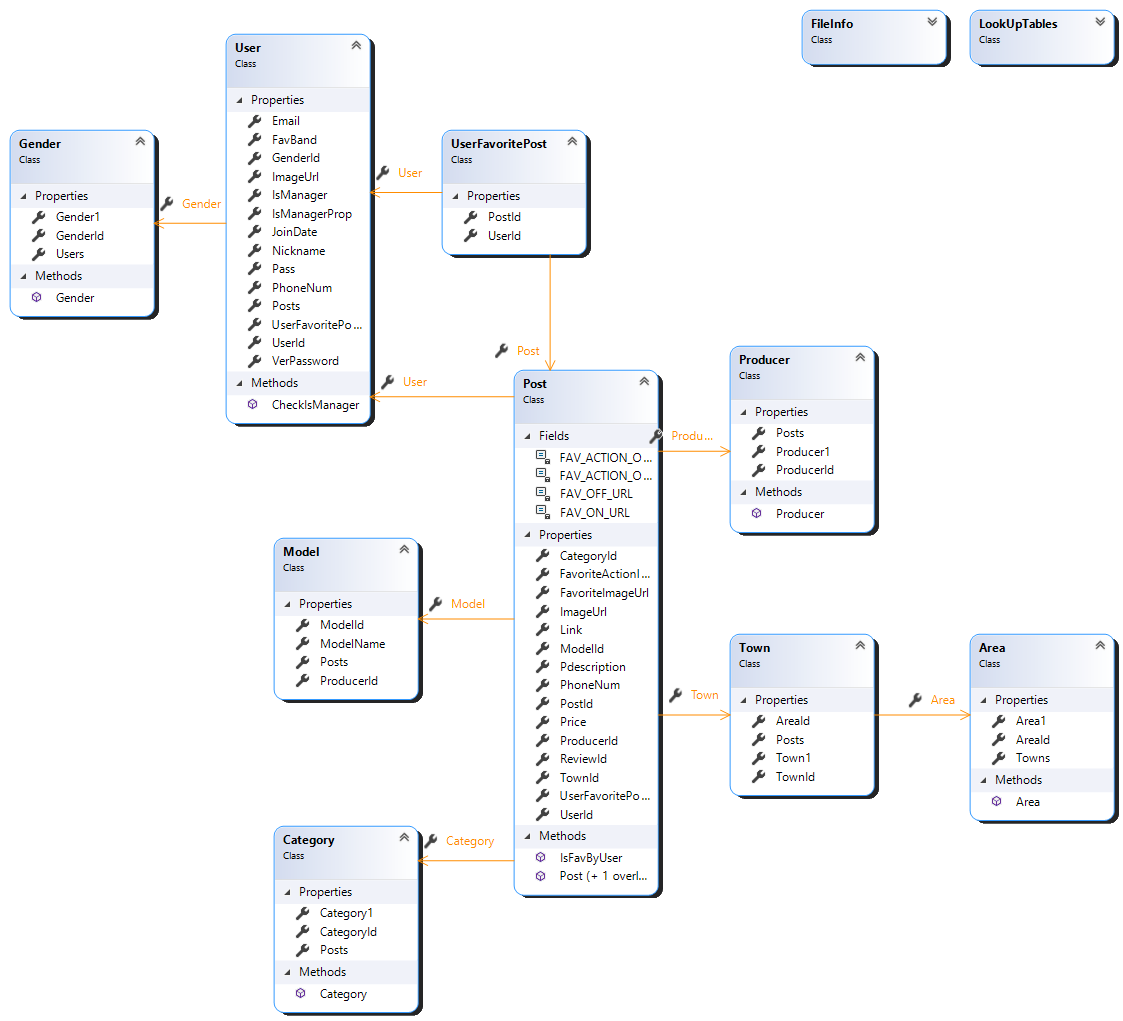 FileInfo
Class
LookUpTables
Class
User
Class
Properties
Email
FavBand
GenderId
ImageUrl
IsManager
IsManagerProp
JoinDate
Nickname
Pass
PhoneNum
Posts
UserFavoritePo...
UserId
VerPassword
Methods
CheckIsManager
Gender
Class
Properties
Gender1
GenderId
Users
Methods
Gender
Gender
UserFavoritePost
Class
Properties
PostId
UserId
User
Post
User
Post
Class
Fields
FAV_ACTION_O...
FAV_ACTION_O...
FAV_OFF_URL
FAV_ON_URL
Properties
CategoryId
FavoriteActionI...
FavoriteImageUrl
ImageUrl
Link
ModelId
Pdescription
PhoneNum
PostId
Price
ProducerId
ReviewId
TownId
UserFavoritePo...
UserId
Methods
IsFavByUser
Post (+ 1 overl...
Produ...
Producer
Class
Properties
Posts
Producer1
ProducerId
Methods
Producer
Model
Class
Properties
ModelId
ModelName
Posts
ProducerId
Model
Town
Town
Class
Properties
AreaId
Posts
Town1
TownId
Area
Area
Class
Properties
Area1
AreaId
Towns
Methods
Area
Category
Class
Properties
Category1
CategoryId
Posts
Methods
Category
Category